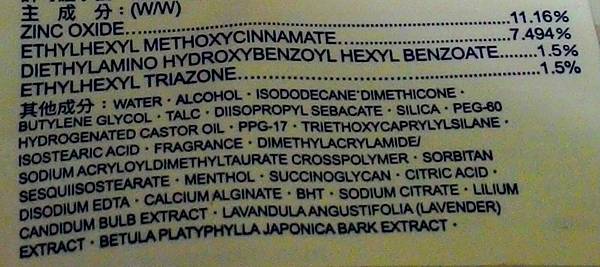 主 成 分：(W/W)
ZINC OXIDE..........11.16%
ETHYLHEXYL METHOXYCINNAMATE..........7.494%
DIETHYLAMINO HYDROXYBENZOYL HEXYL BENZOATE.....1.5%
ETHYLHEXYL TRIAZONE..........1.5%
其他成分：WATER・ALCOHOL・ISODODECANE・DIMETHICONE・
BUTYLENE GLYCOL・TALC・DIISOPROPYL SEBACATE・SILICA・PEG-60
HYDROGENATED CASTOR OIL・PPG-17・TRIETHOXYCAPRYLYLSILANE・
ISOSTEARIC ACID・FRAGRANCE・DIMETHYLACRYLAMIDE/
SODIUM ACRYLOYLDIMETHYLTAURATE CROSSPOLYMER・SORBITAN
SESQUIISOSTEARATE・MENTHOL・SUCCINOGLYCAN・CITRIC ACID・
DISODIUM EDTA・CALCIUM ALGINATE・BHT・SODIUM CITRATE・LILIUM
CANDIDUM BULB EXTRACT・LAVANDULA ANGUSTIFOLIA (LAVENDER)
EXTRACT・BETULA PLATYPHYLLA JAPONICA BARK EXTRACT・